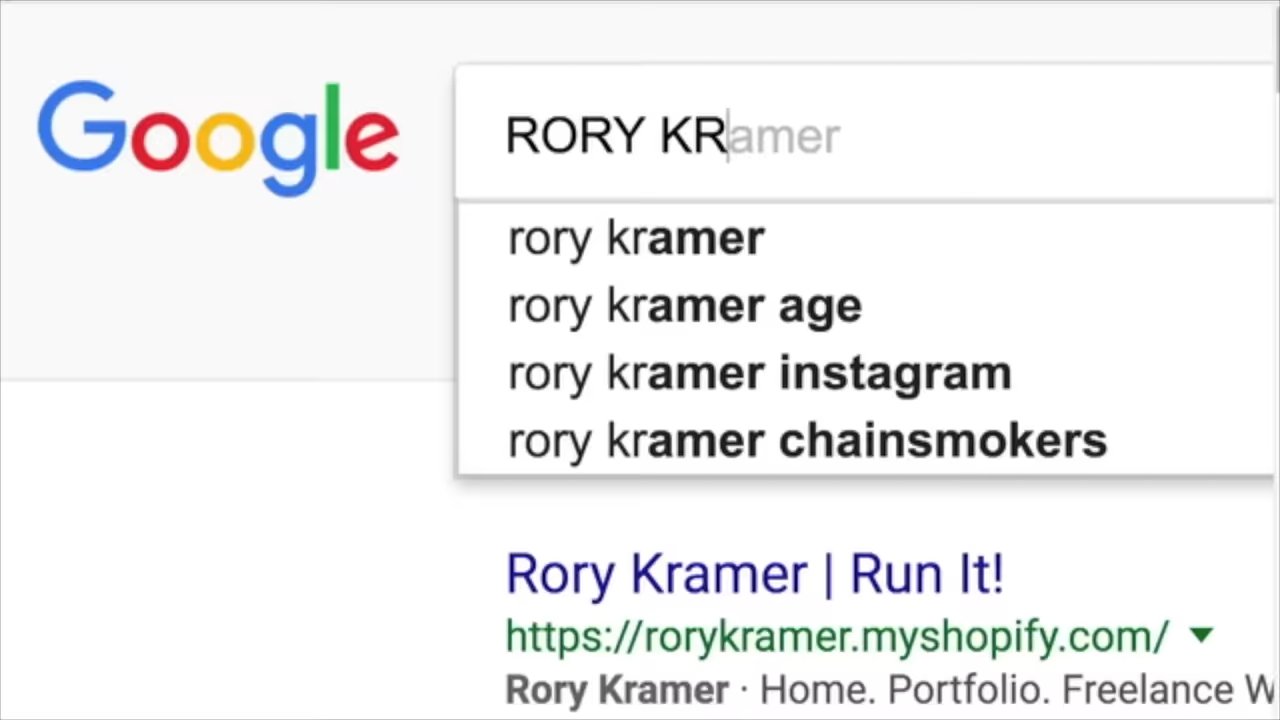 Google
RORY KRamer
rory kramer
rory kramer age
rory kramer instagram
rory kramer chainsmokers
Rory Kramer | Run It!
https://rorykramer.myshopify.com/
Rory Kramer · Home. Portfolio. Freelance W